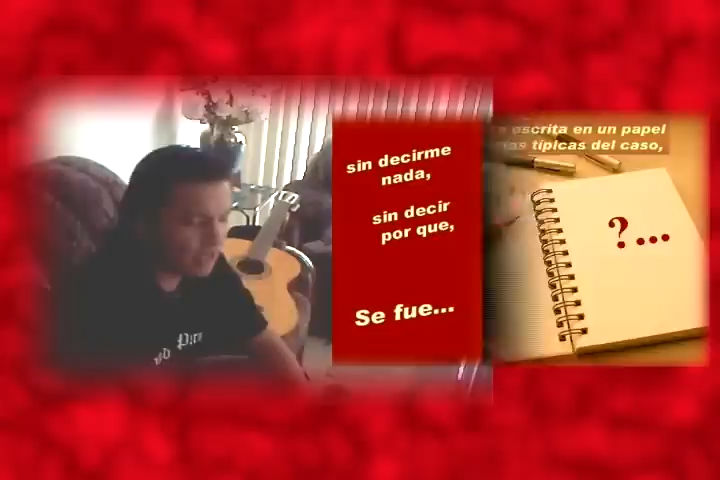 sin decirme
nada,
sin decir
por que,
Se fue...
escrita en un papel
típicas del caso,
?...